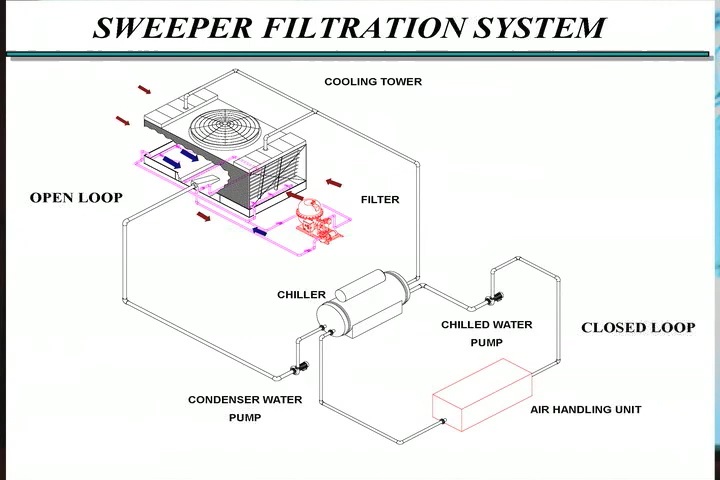 SWEEPER FILTRATION SYSTEM
COOLING TOWER
OPEN LOOP
FILTER
CHILLER
CHILLED WATER
PUMP
CLOSED LOOP
CONDENSER WATER
PUMP
AIR HANDLING UNIT